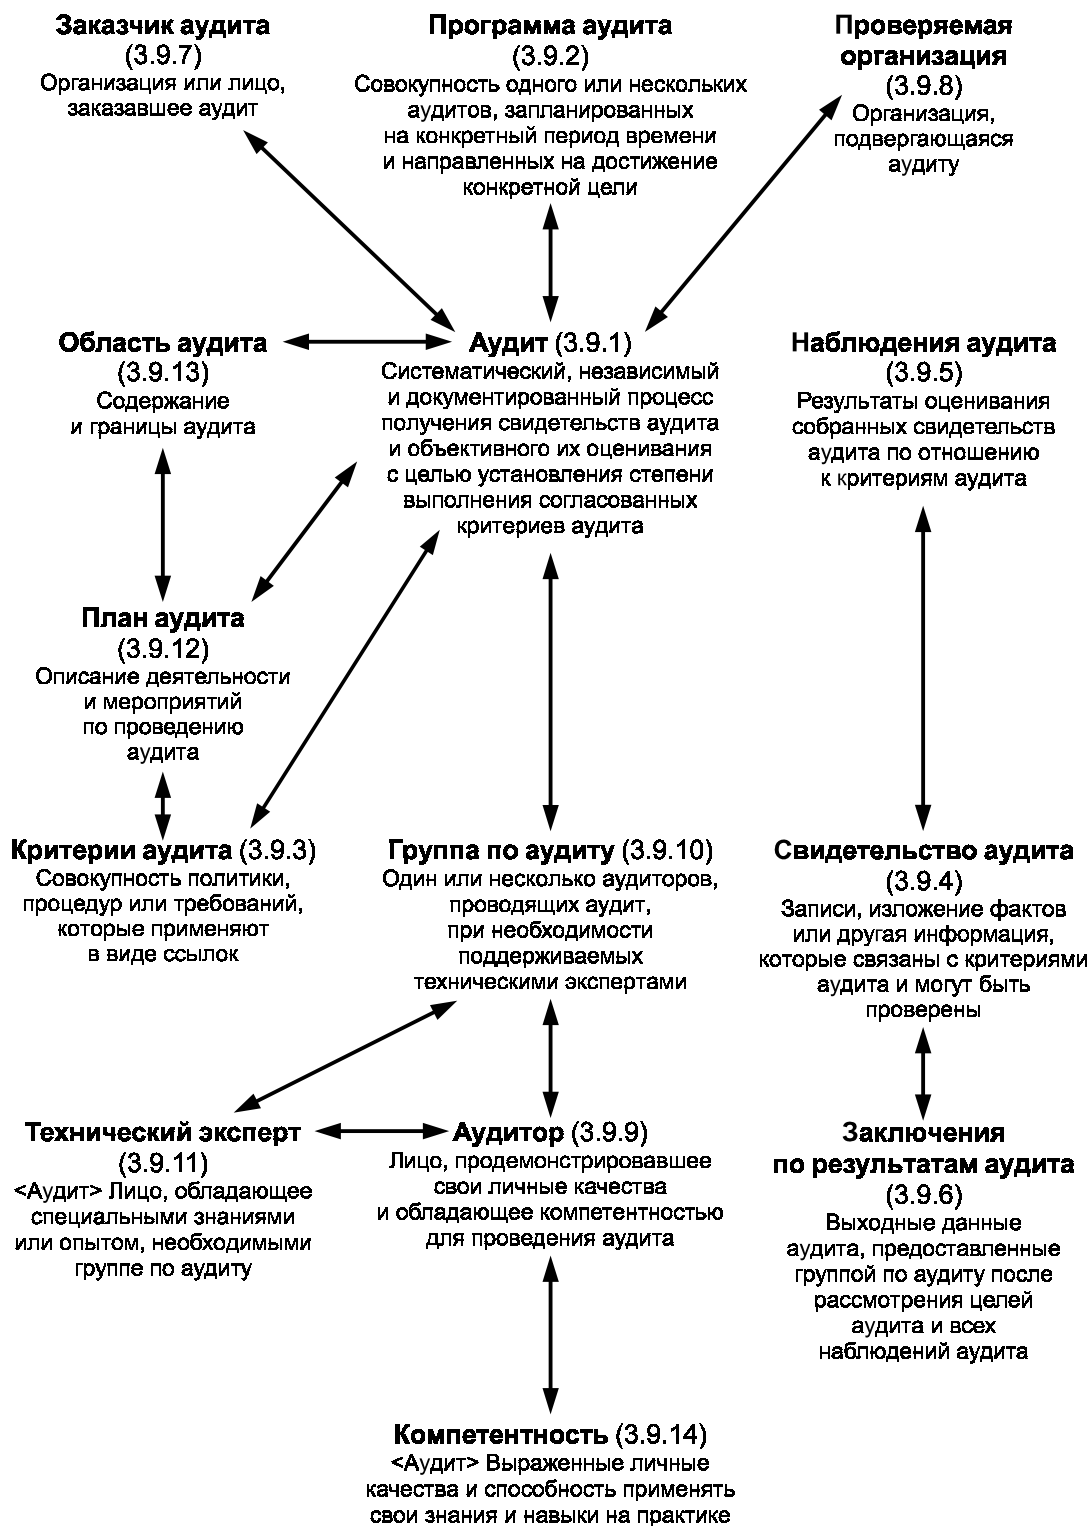 Заказчик аудита
(3.9.7)
Организация или лицо,
заказавшее аудит
Программа аудита
(3.9.2)
Совокупность одного или нескольких
аудитов, запланированных
на конкретный период времени
и направленных на достижение
конкретной цели
Проверяемая
организация
(3.9.8)
Организация,
подвергающаяся
аудиту
Область аудита
(3.9.13)
Содержание
и границы аудита
Аудит (3.9.1)
Систематический, независимый
и документированный процесс
получения свидетельств аудита
и объективного их оценивания
с целью установления степени
выполнения согласованных
критериев аудита
Наблюдения аудита
(3.9.5)
Результаты оценивания
собранных свидетельств
аудита по отношению
к критериям аудита
План аудита
(3.9.12)
Описание деятельности
и мероприятий
по проведению
аудита
Критерии аудита (3.9.3)
Совокупность политики,
процедур или требований,
которые применяют
в виде ссылок
Группа по аудиту (3.9.10)
Один или несколько аудиторов,
проводящих аудит,
при необходимости
поддерживаемых
техническими экспертами
Свидетельство аудита
(3.9.4)
Записи, изложение фактов
или другая информация,
которые связаны с критериями
аудита и могут быть
проверены
Технический эксперт
(3.9.11)
<Аудит> Лицо, обладающее
специальными знаниями
или опытом, необходимыми
группе по аудиту
Аудитор (3.9.9)
Лицо, продемонстрировавшее
свои личные качества
и обладающее компетентностью
для проведения аудита
Заключения
по результатам аудита
(3.9.6)
Выходные данные
аудита, предоставленные
группой по аудиту после
рассмотрения целей
аудита и всех
наблюдений аудита
Компетентность (3.9.14)
<Аудит> Выраженные личные
качества и способность применять
свои знания и навыки на практике